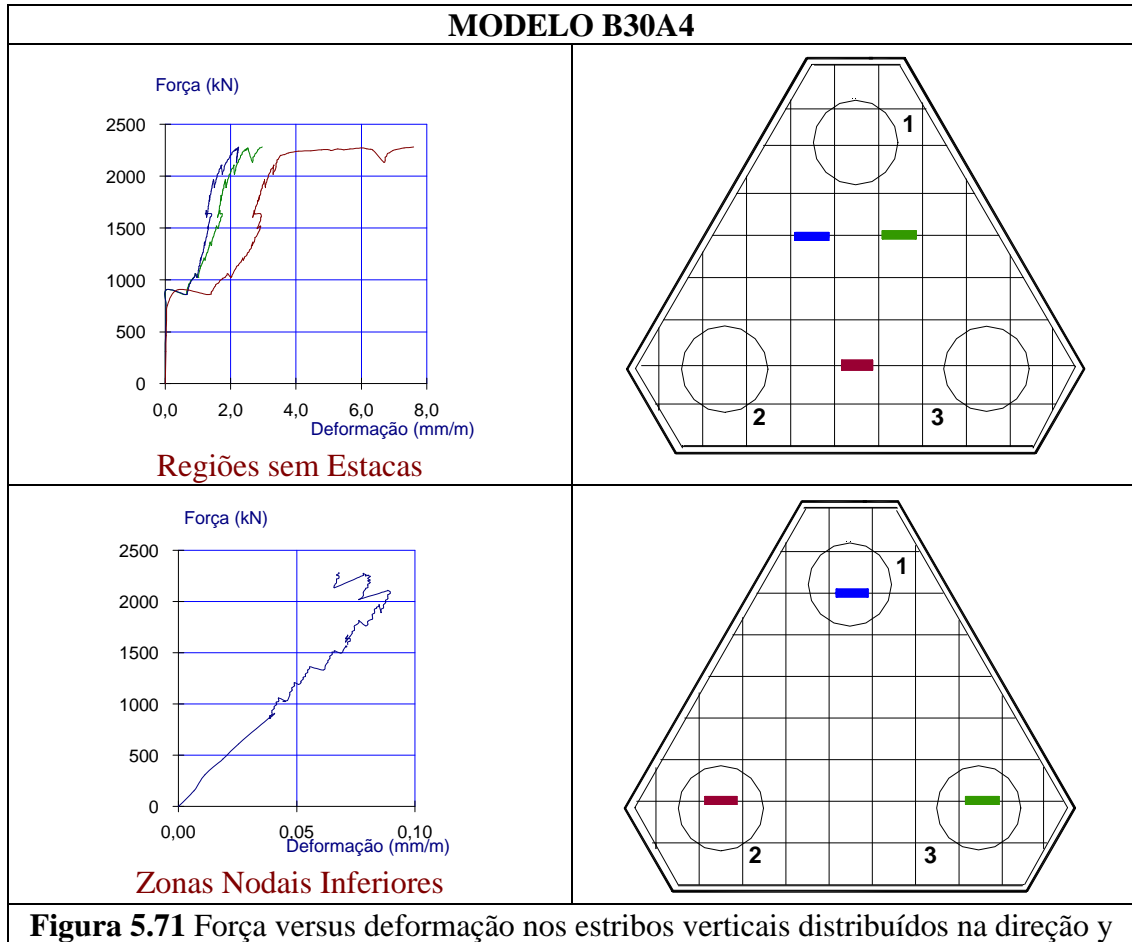 MODELO B30A4
Força (kN)
2500
2000
1500
1000
500
0
0,0 2,0 4,0 6,0 8,0
Deformação (mm/m)
Regiões sem Estacas
1
2 3
Força (kN)
2500
2000
1500
1000
500
0
0,00 0,05 0,10
Deformação (mm/m)
Zonas Nodais Inferiores
1
2 3
Figura 5.71 Força versus deformação nos estribos verticais distribuídos na direção y